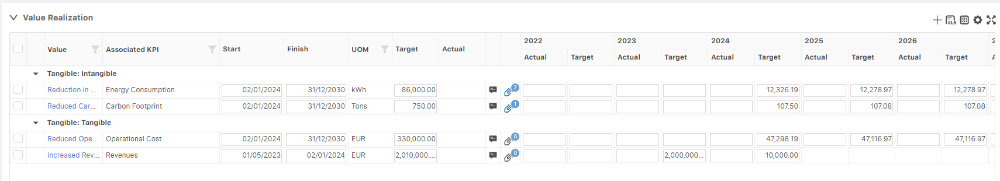 Value Realization
XLS
Value Associated KPI Start Finish UOM Target Actual 2022 2023 2024 2025 2026 2
Actual Target Actual Target Actual Target Actual Target Actual Target A
Tangible: Intangible
Reduction in ... Energy Consumption 02/01/2024 31/12/2030 kWh 86,000.00 2 12,326.19 12,278.97 12,278.97
Reduced Car... Carbon Footprint 02/01/2024 31/12/2030 Tons 750.00 1 107.50 107.08 107.08
Tangible: Tangible
Reduced Ope... Operational Cost 02/01/2024 31/12/2030 EUR 330,000.00 0 47,298.19 47,116.97 47,116.97
Increased Rev... Revenues 01/05/2023 02/01/2024 EUR 2,010,000.... 0 2,000,000... 10,000.00